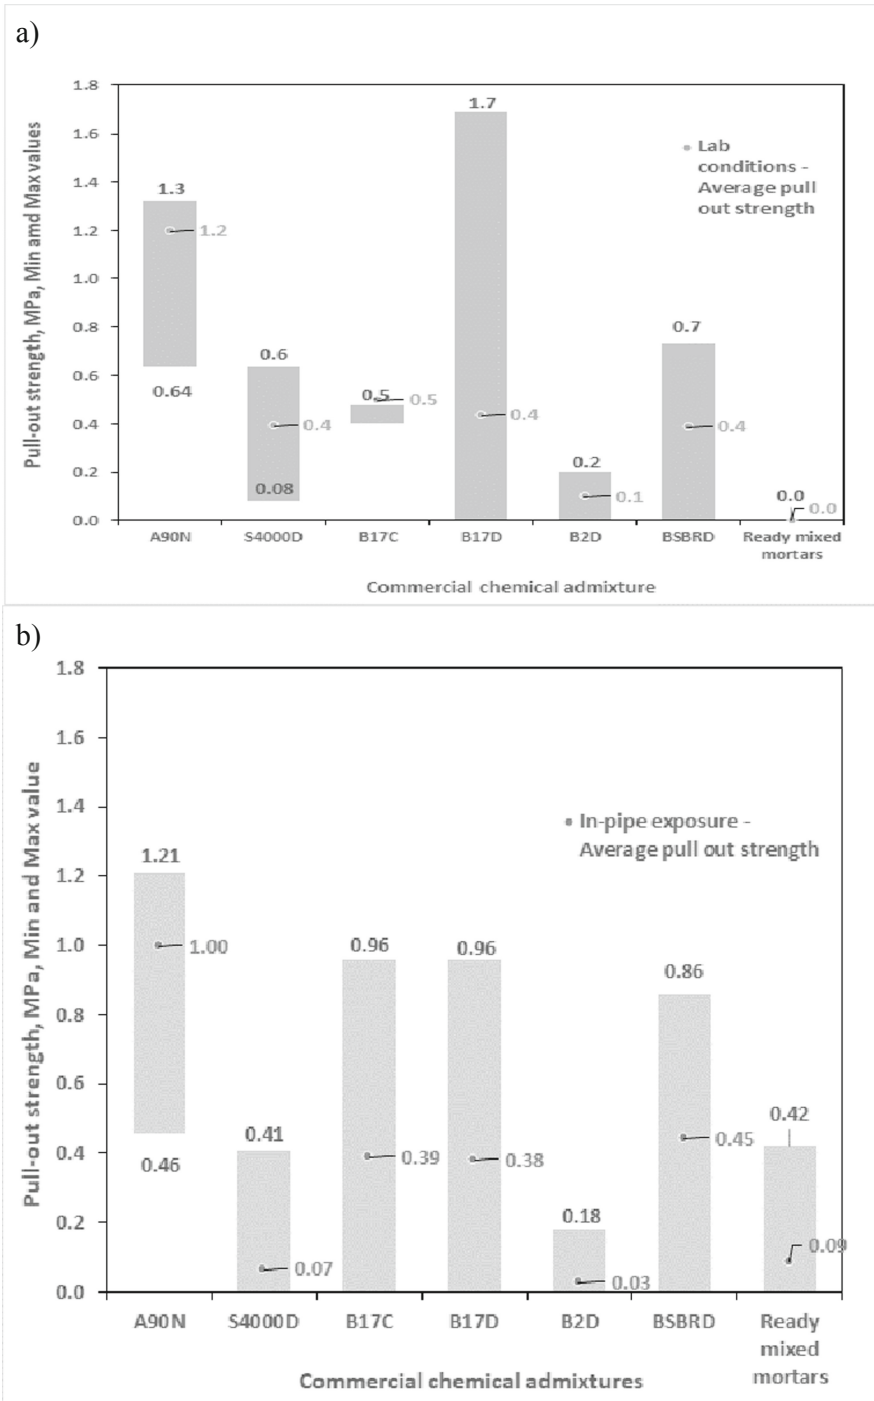 a)
1.8
1.6
1.4
1.2
1.0
0.8
0.6
0.4
0.2
0.0
Pull-out strength, MPa, Min amd Max values
1.3
1.2
0.64
0.6
0.4
0.08
0.5
0.5
1.7
0.4
0.2
0.1
0.7
0.4
0.0
0.0
Lab
conditions -
Average pull
out strength
A90N
S4000D
B17C
B17D
B2D
BSBRD
Ready mixed
mortars
Commercial chemical admixture
b)
1.8
1.6
1.4
1.2
1.0
0.8
0.6
0.4
0.2
0.0
Pull-out strength, MPa, Min and Max value
1.21
1.00
0.46
0.41
0.07
0.96
0.39
0.96
0.38
0.18
0.03
0.86
0.45
0.42
0.09
In-pipe exposure -
Average pull out strength
A90N
S4000D
B17C
B17D
B2D
BSBRD
Ready
mixed
mortars
Commercial chemical admixtures